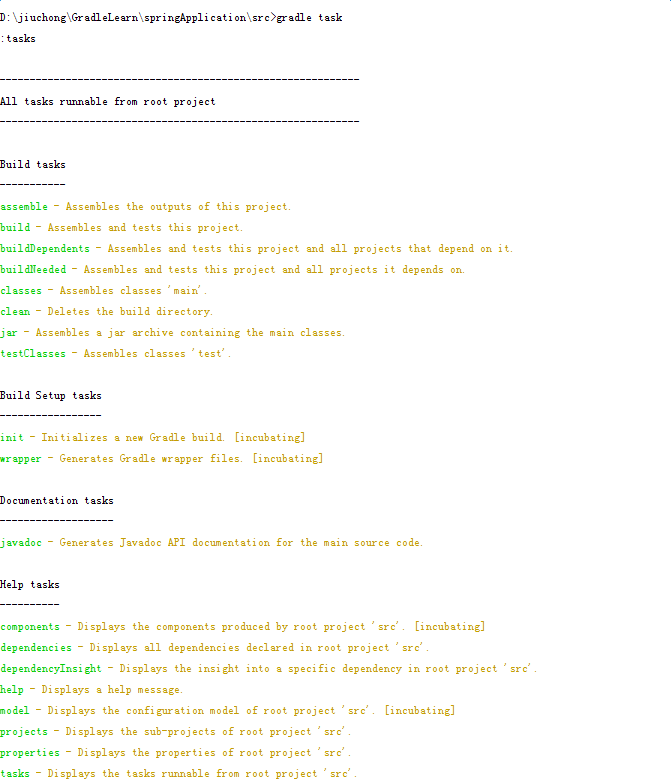 D:\jiuchong\GradleLearn\springApplication\src>gradle task
:tasks
------------------------------------------------------------
All tasks runnable from root project
------------------------------------------------------------
Build tasks
-----------
assemble - Assembles the outputs of this project.
build - Assembles and tests this project.
buildDependents - Assembles and tests this project and all projects that depend on it.
buildNeeded - Assembles and tests this project and all projects it depends on.
classes - Assembles classes 'main'.
clean - Deletes the build directory.
jar - Assembles a jar archive containing the main classes.
testClasses - Assembles classes 'test'.
Build Setup tasks
-----------------
init - Initializes a new Gradle build. [incubating]
wrapper - Generates Gradle wrapper files. [incubating]
Documentation tasks
-------------------
javadoc - Generates Javadoc API documentation for the main source code.
Help tasks
----------
components - Displays the components produced by root project 'src'. [incubating]
dependencies - Displays all dependencies declared in root project 'src'.
dependencyInsight - Displays the insight into a specific dependency in root project 'src'.
help - Displays a help message.
model - Displays the configuration model of root project 'src'. [incubating]
projects - Displays the sub-projects of root project 'src'.
properties - Displays the properties of root project 'src'.
tasks - Displays the tasks runnable from root project 'src'.